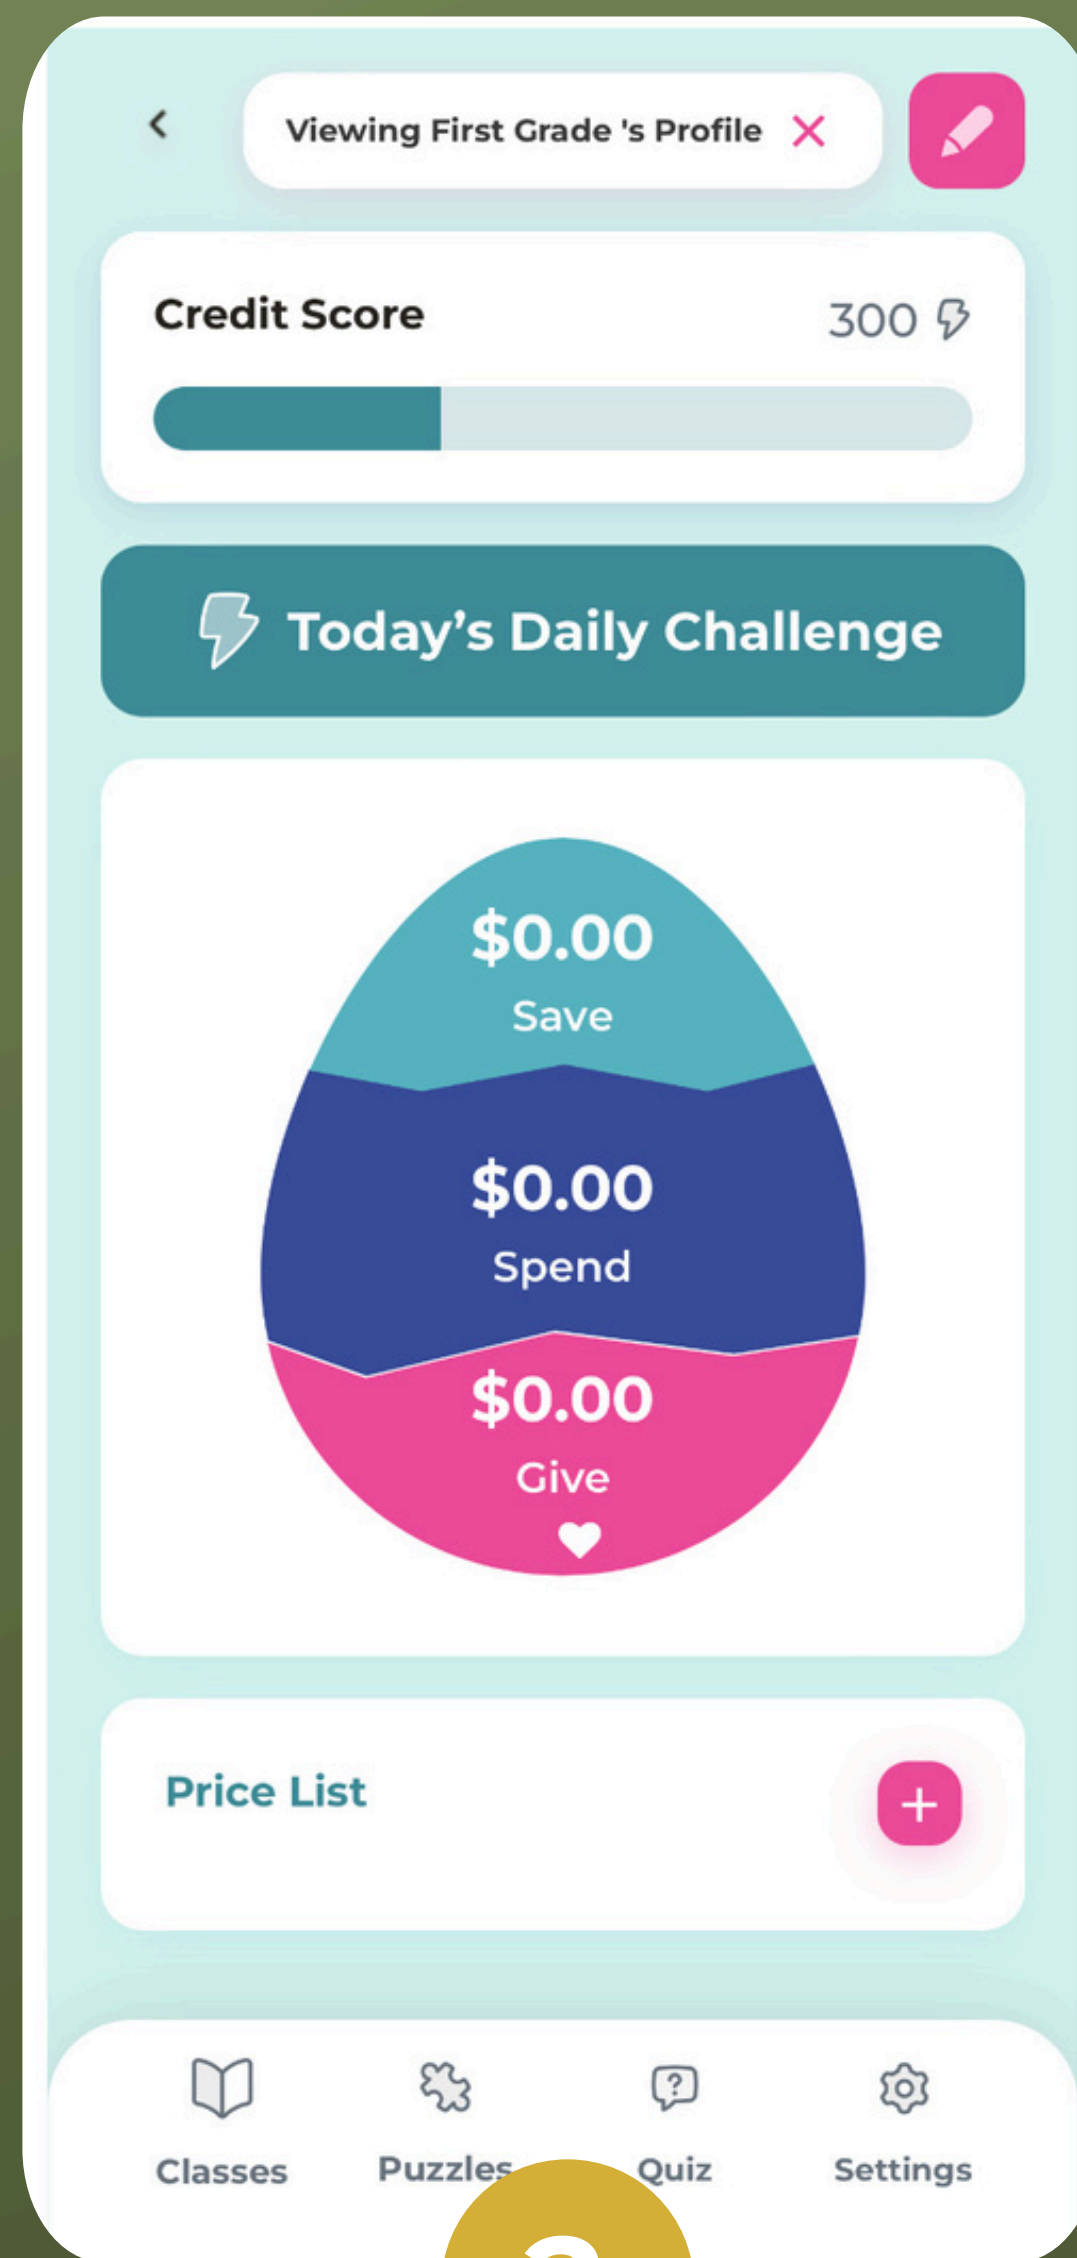 Viewing First Grade 's Profile
Credit Score
300
Today’s Daily Challenge
$0.00
Save
$0.00
Spend
$0.00
Give
Price List
Classes
Puzzles
Quiz
Settings